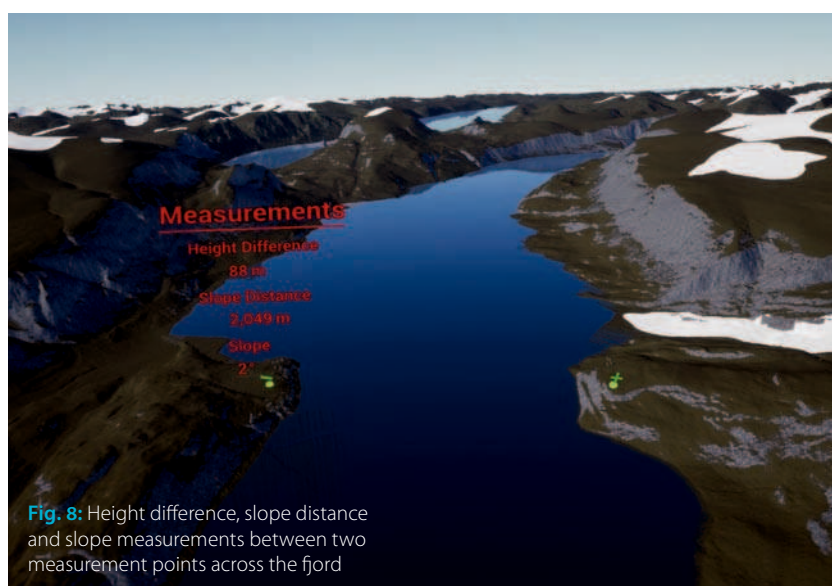 Measurements
Height Difference
88 m
Slope Distance
2,049 m
Slope
2°
Fig. 8: Height difference, slope distance
and slope measurements between two
measurement points across the fjord